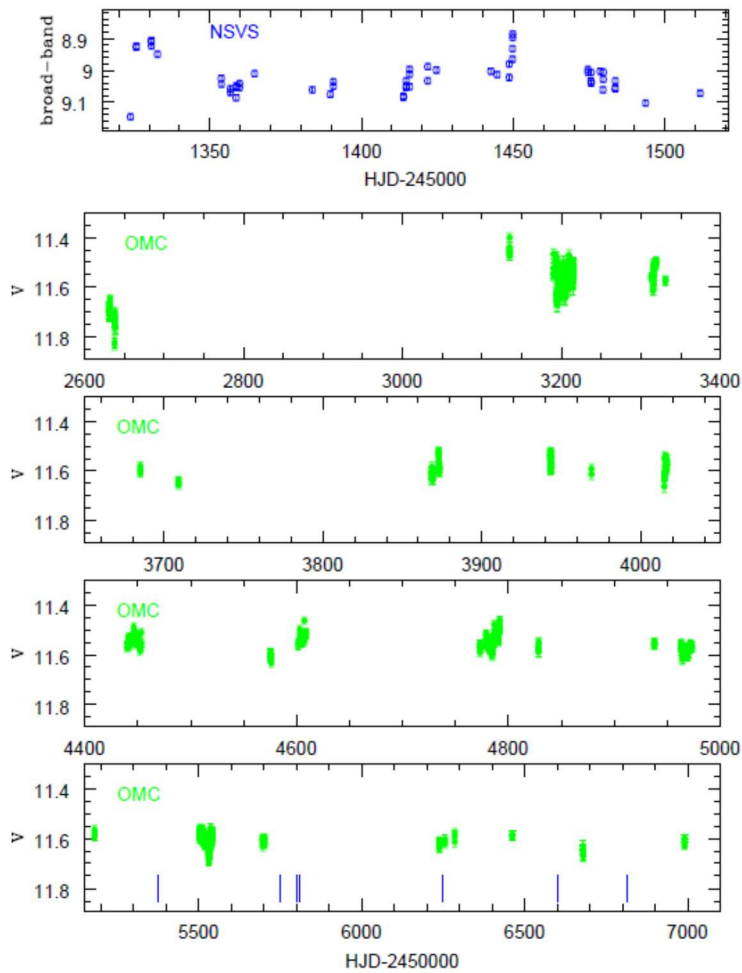 NSVS
broad-band
8.9
9
9.1
1350 1400 1450 1500
HJD-245000
OMC
V
11.4
11.6
11.8
2600 2800 3000 3200 3400
OMC
V
11.4
11.6
11.8
3700 3800 3900 4000
OMC
V
11.4
11.6
11.8
4400 4600 4800 5000
OMC
V
11.4
11.6
11.8
5500 6000 6500 7000
HJD-2450000